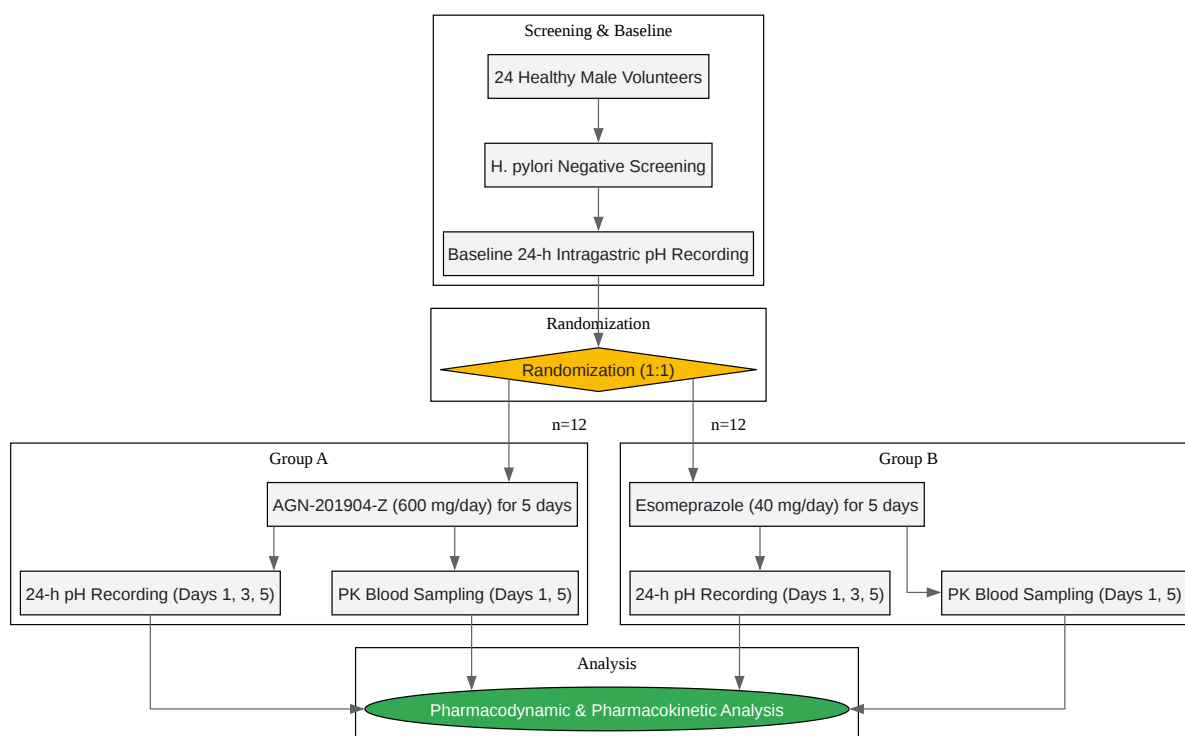 Screening & Baseline
24 Healthy Male Volunteers
H. pylori Negative Screening
Baseline 24-h Intragastric pH Recording
Randomization
Randomization (1:1)
n=12
n=12
Group A
AGN-201904-Z (600 mg/day) for 5 days
24-h pH Recording (Days 1, 3, 5)
PK Blood Sampling (Days 1, 5)
Group B
Esomeprazole (40 mg/day) for 5 days
24-h pH Recording (Days 1, 3, 5)
PK Blood Sampling (Days 1, 5)
Analysis
Pharmacodynamic & Pharmacokinetic Analysis